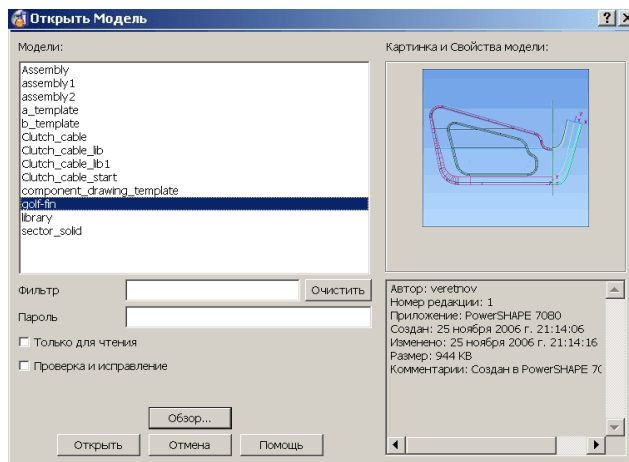 Открыть Модель
Модели:
Assembly
assembly1
assembly2
a_template
b_template
Clutch_cable
Clutch_cable_lib
Clutch_cable_lib1
Clutch_cable_start
component_drawing_template
golf-fin
library
sector_solid
Фильтр
Очистить
Пароль
Только для чтения
Проверка и исправление
Обзор...
Открыть
Отмена
Помощь
Картинка и Свойства модели:
Автор: veretnov
Номер редакции: 1
Приложение: PowerSHAPE 7080
Создан: 25 ноября 2006 г. 21:14:06
Изменено: 25 ноября 2006 г. 21:14:16
Размер: 944 KB
Комментарии: Создан в PowerSHAPE 70